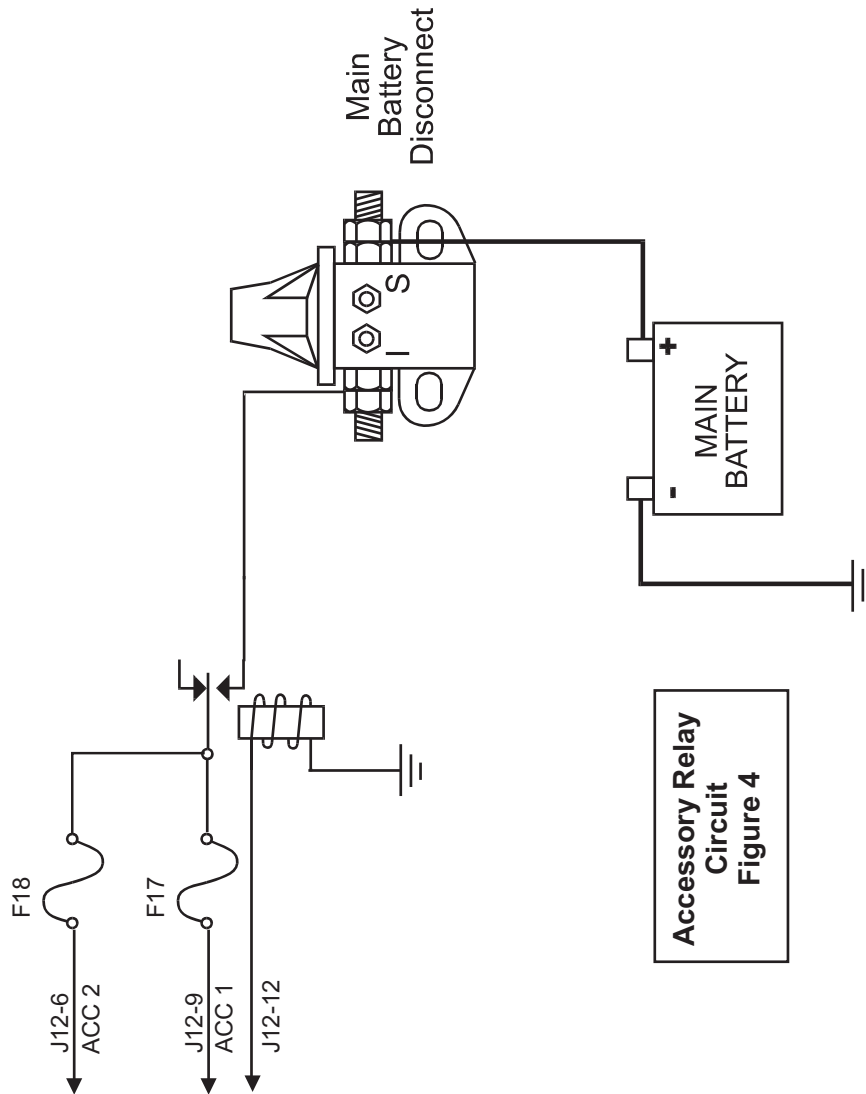 Main
Battery
Disconnect
I
S
F18
F17
J12-6
ACC 2
J12-9
ACC 1
J12-12
+
-
MAIN
BATTERY
Accessory Relay
Circuit
Figure 4